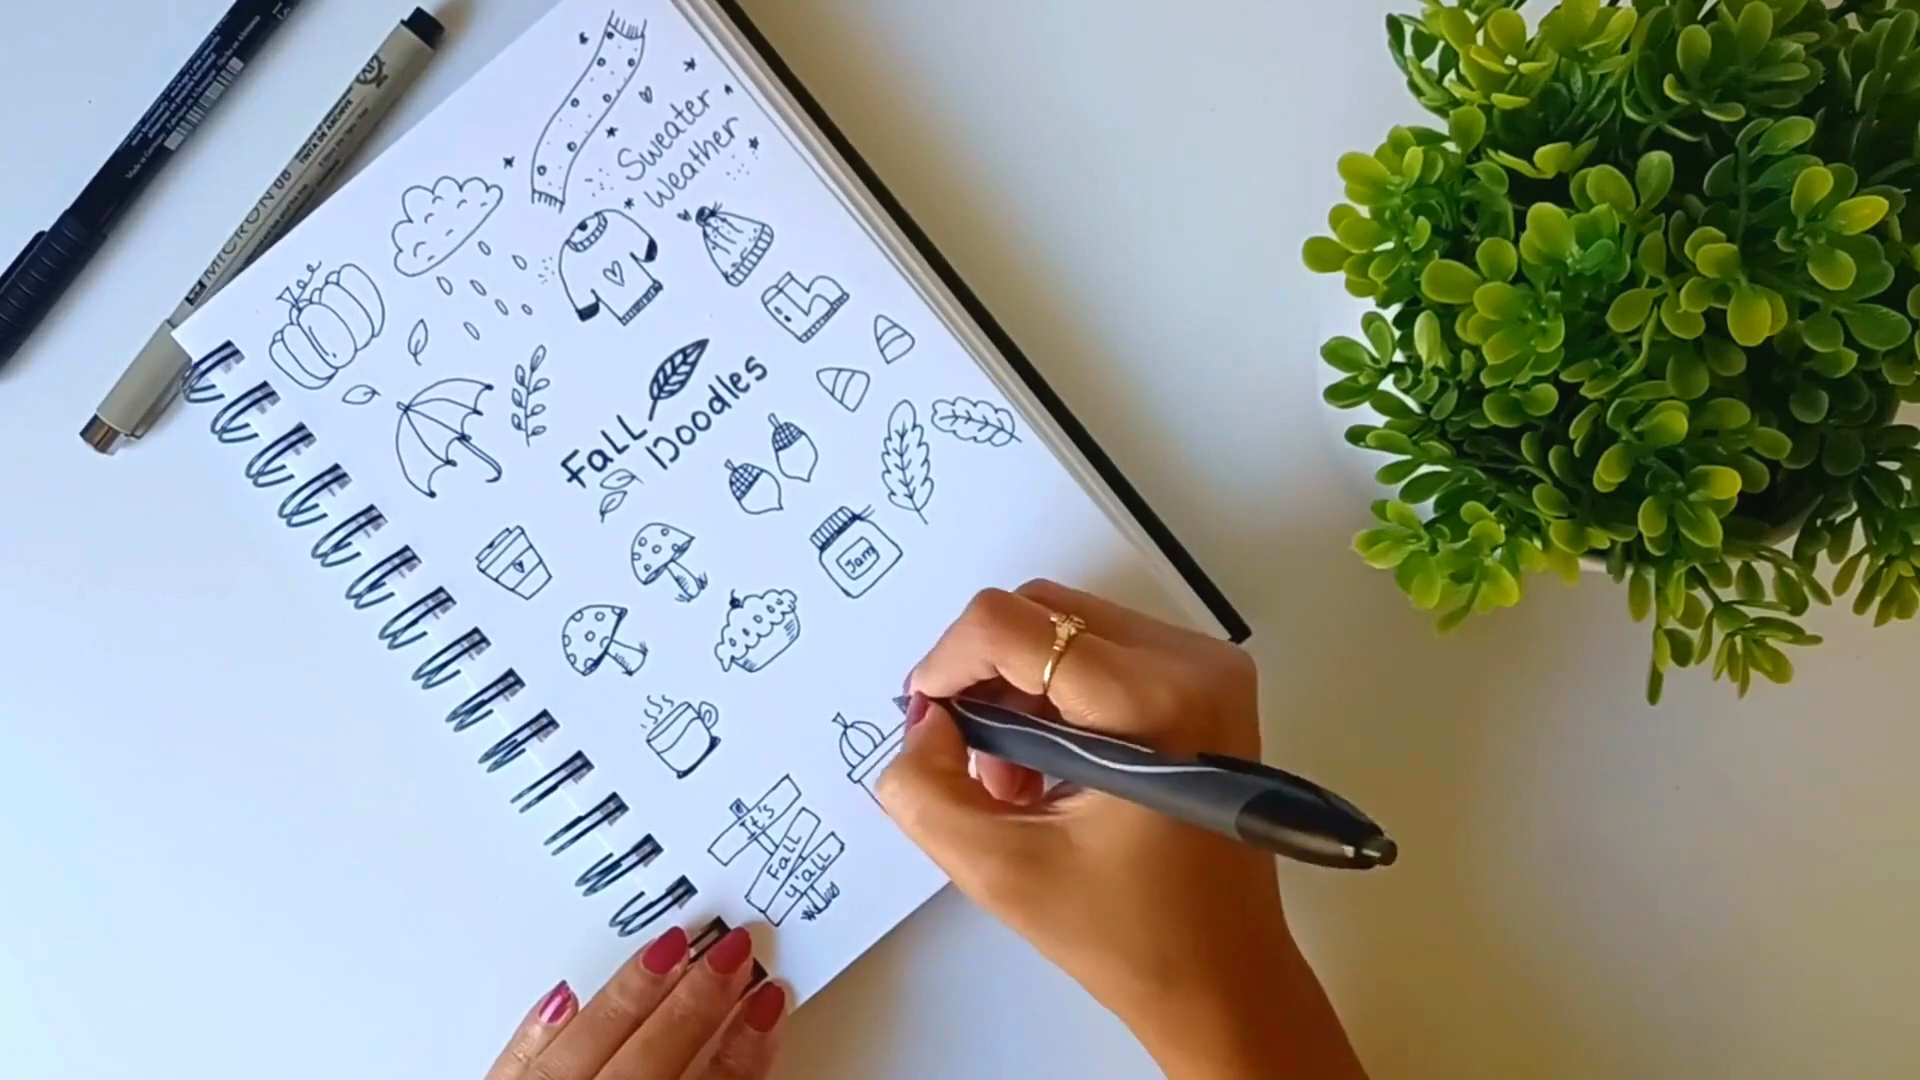 Sweater
Weather
Fall
Doodles
Jam
It's
Fall
Y'all
MICRON 08